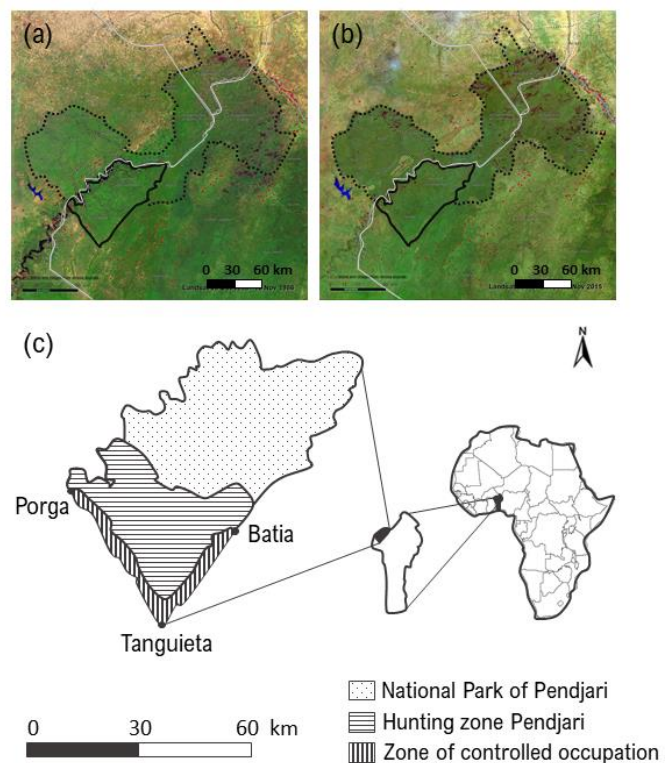 (a)
(b)
0 30 60 km
0 30 60 km
(c)
N
Porga
Batia
Tanguieta
0 30 60 km
National Park of Pendjari
Hunting zone Pendjari
Zone of controlled occupation